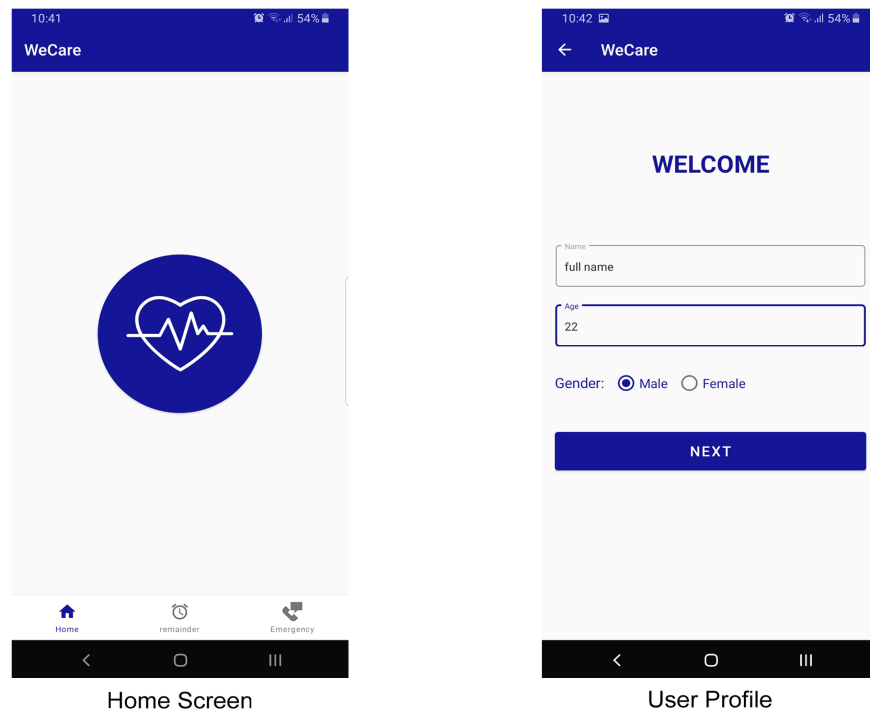 10:41 54%
WeCare
Home remainder Emergency
Home Screen
10:42 54%
WeCare
WELCOME
Name
full name
Age
22
Gender: Male Female
NEXT
User Profile